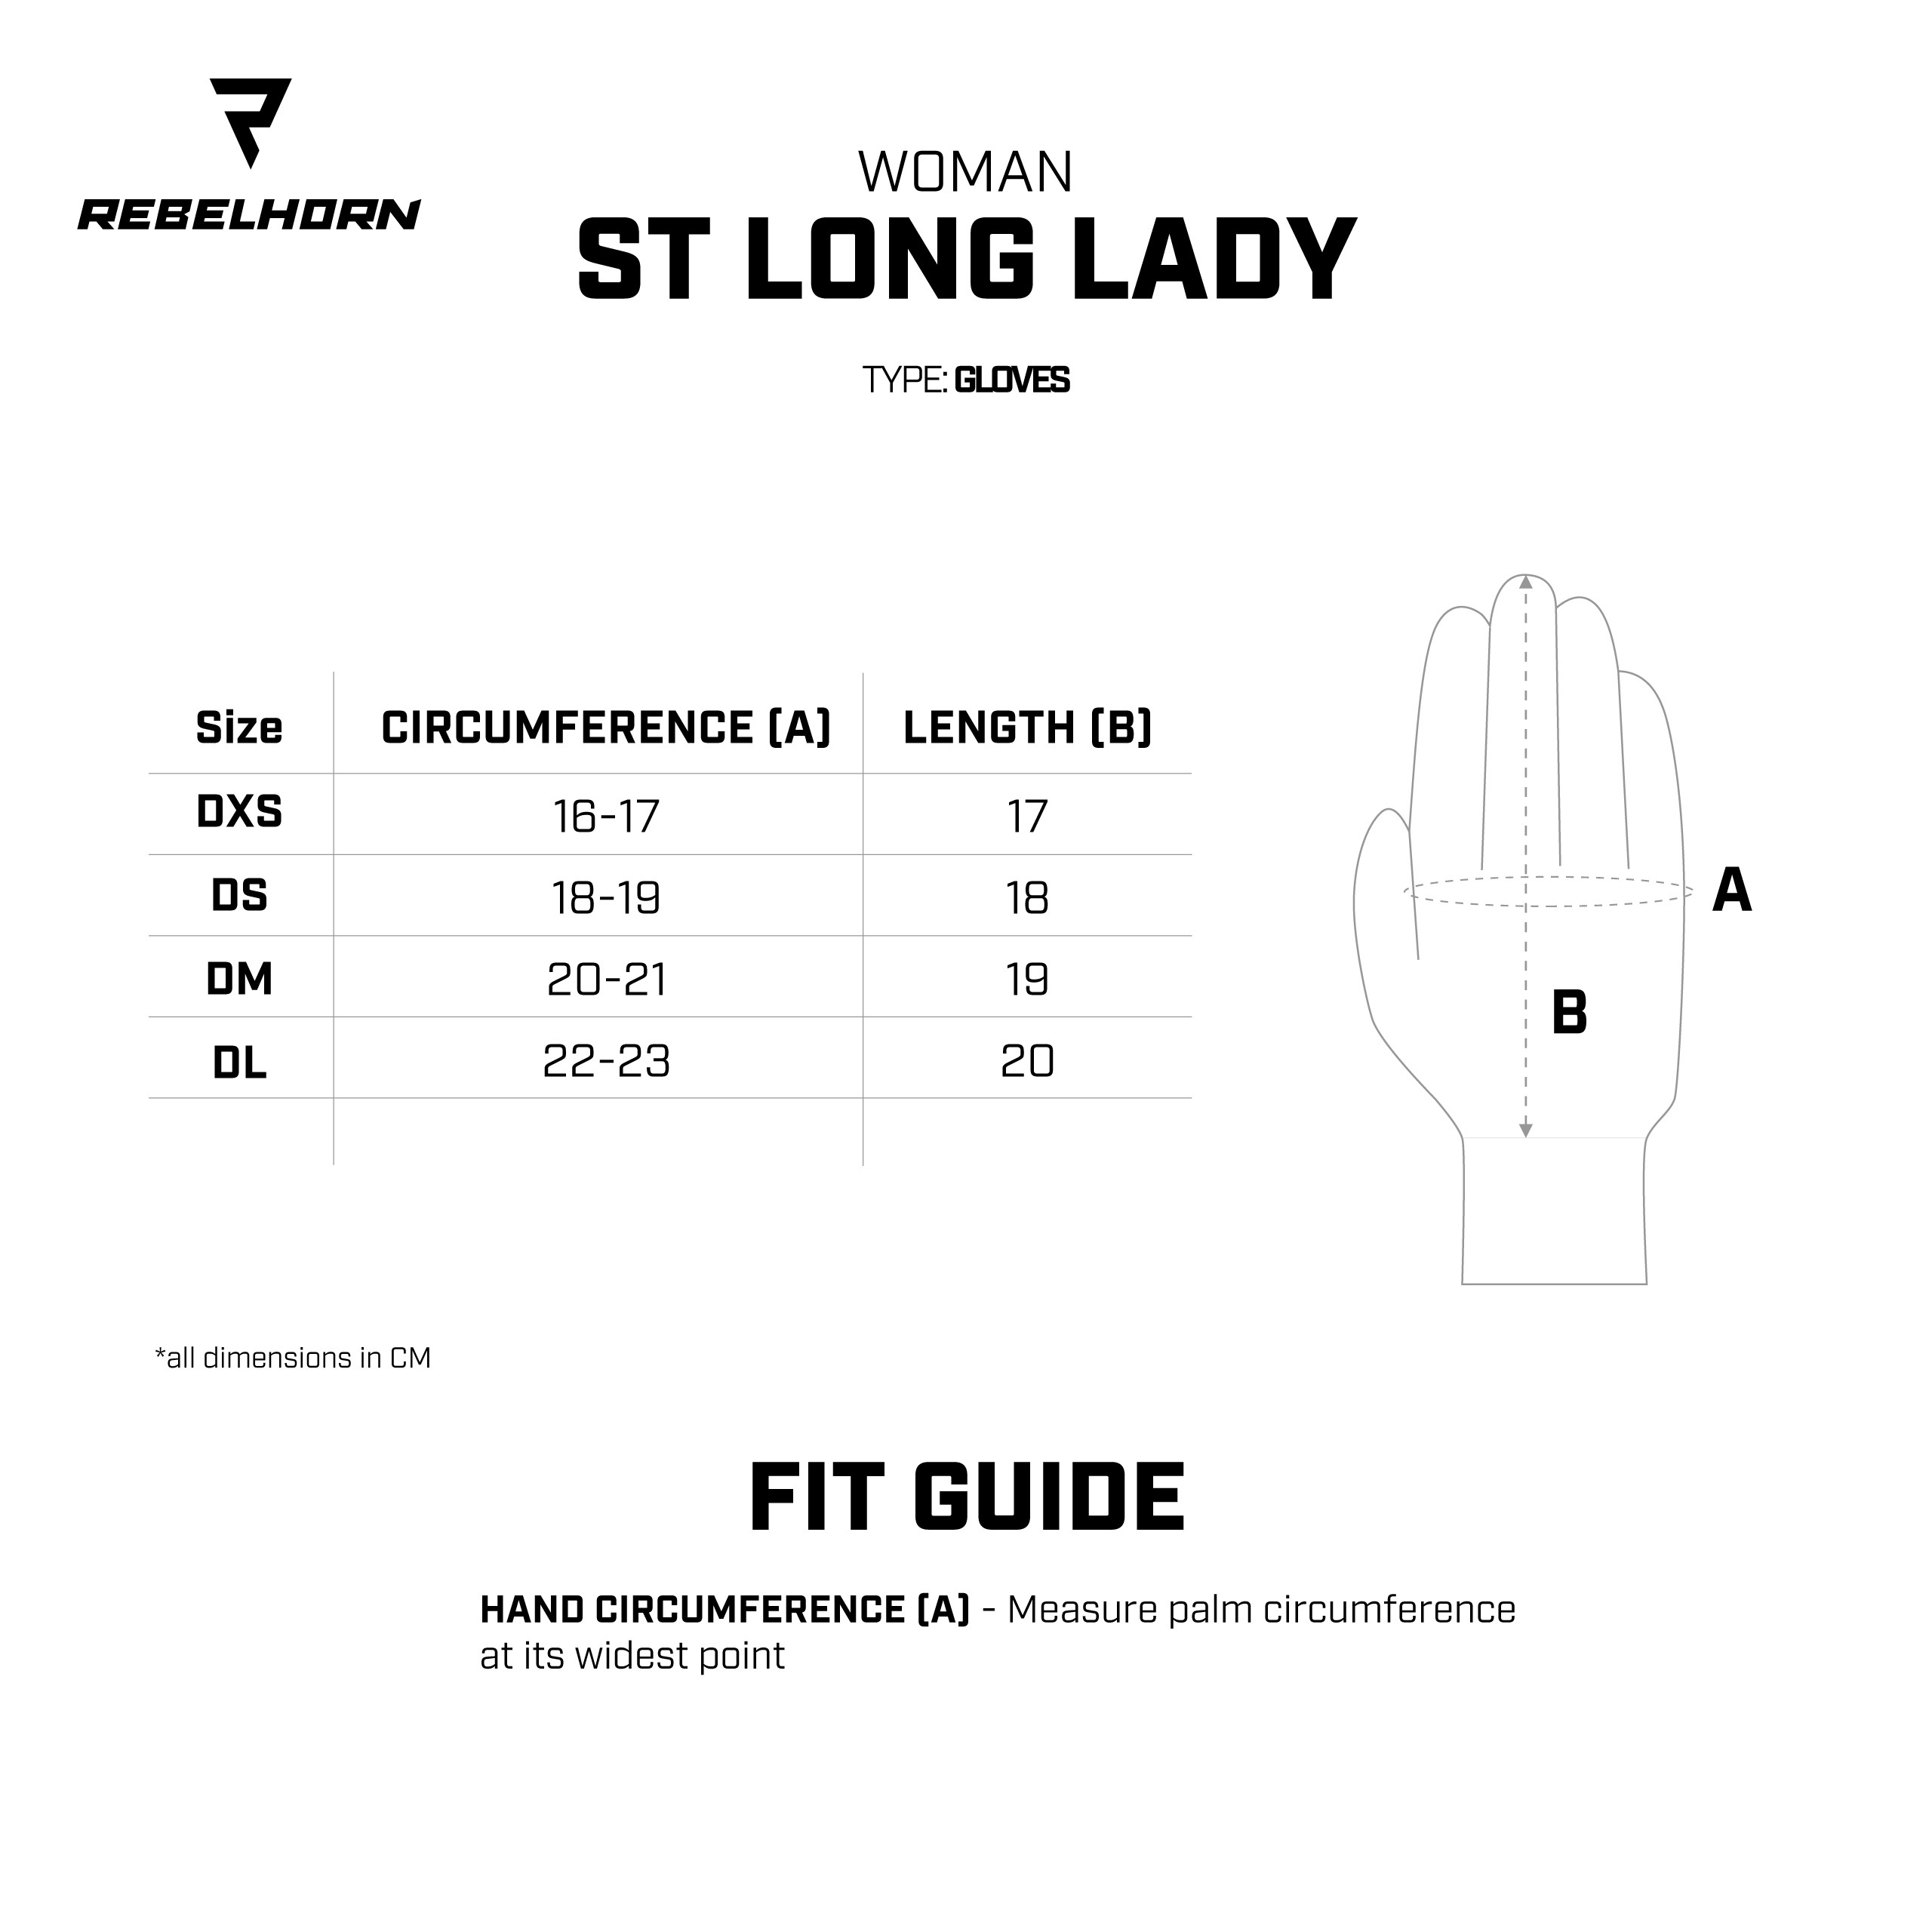 REBELHORN
WOMAN
ST LONG LADY
TYPE: GLOVES
Size CIRCUMFERENCE (A) LENGTH (B)
DXS 16-17 17
DS 18-19 18
DM 20-21 19
DL 22-23 20
A
B
*all dimensions in CM
FIT GUIDE
HAND CIRCUMFERENCE (A) - Measure palm circumference
at its widest point